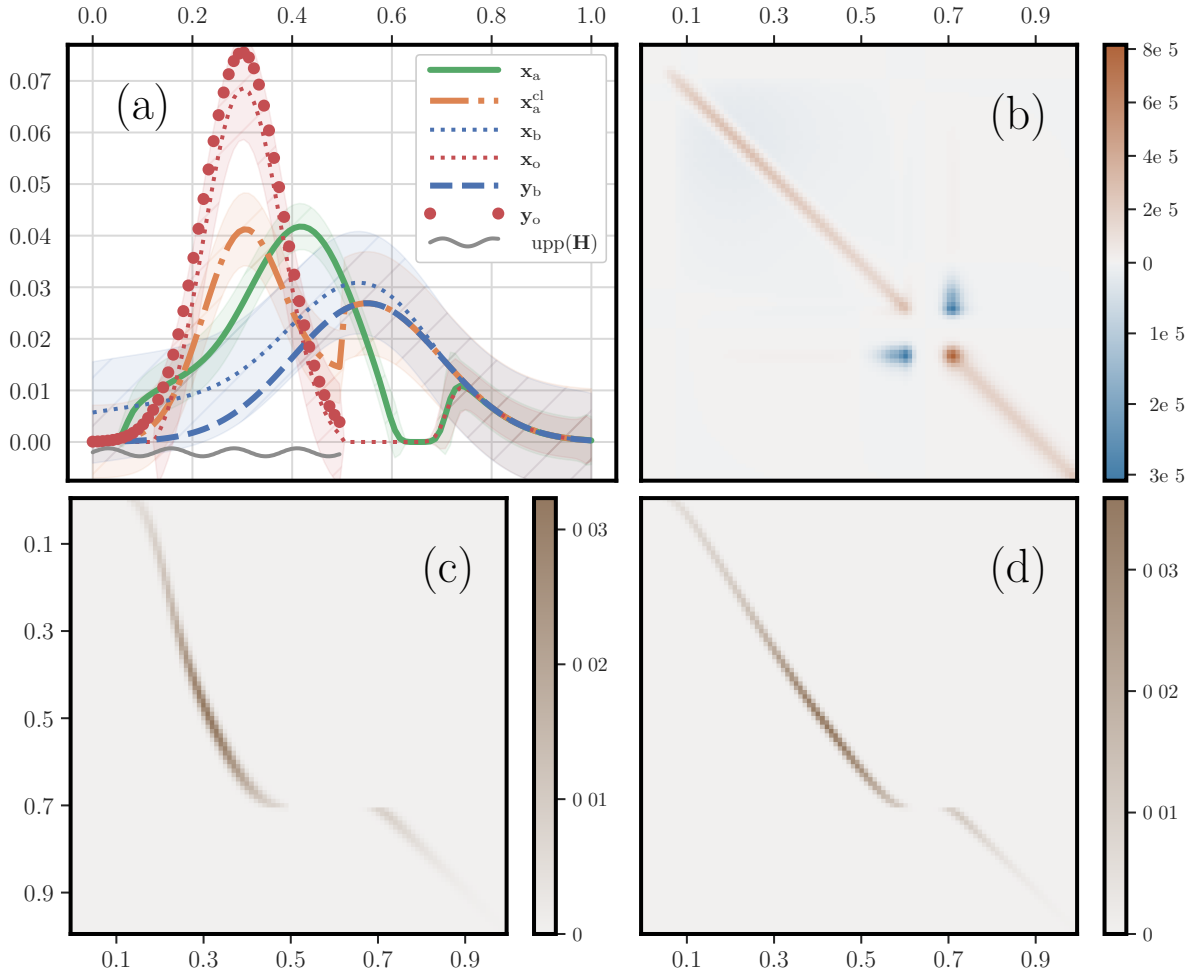 0.0 0.2 0.4 0.6 0.8 1.0
0.1 0.3 0.5 0.7 0.9
0.07
0.06
0.05
0.04
0.03
0.02
0.01
0.00
(a)
x_a
x_a^cl
x_b
x_o
y_b
y_o
upp(H)
(b)
8e 5
6e 5
4e 5
2e 5
0
1e 5
2e 5
3e 5
0.1
0.3
0.5
0.7
0.9
(c)
0.1 0.3 0.5 0.7 0.9
0 03
0 02
0 01
0
(d)
0.1 0.3 0.5 0.7 0.9
0 03
0 02
0 01
0